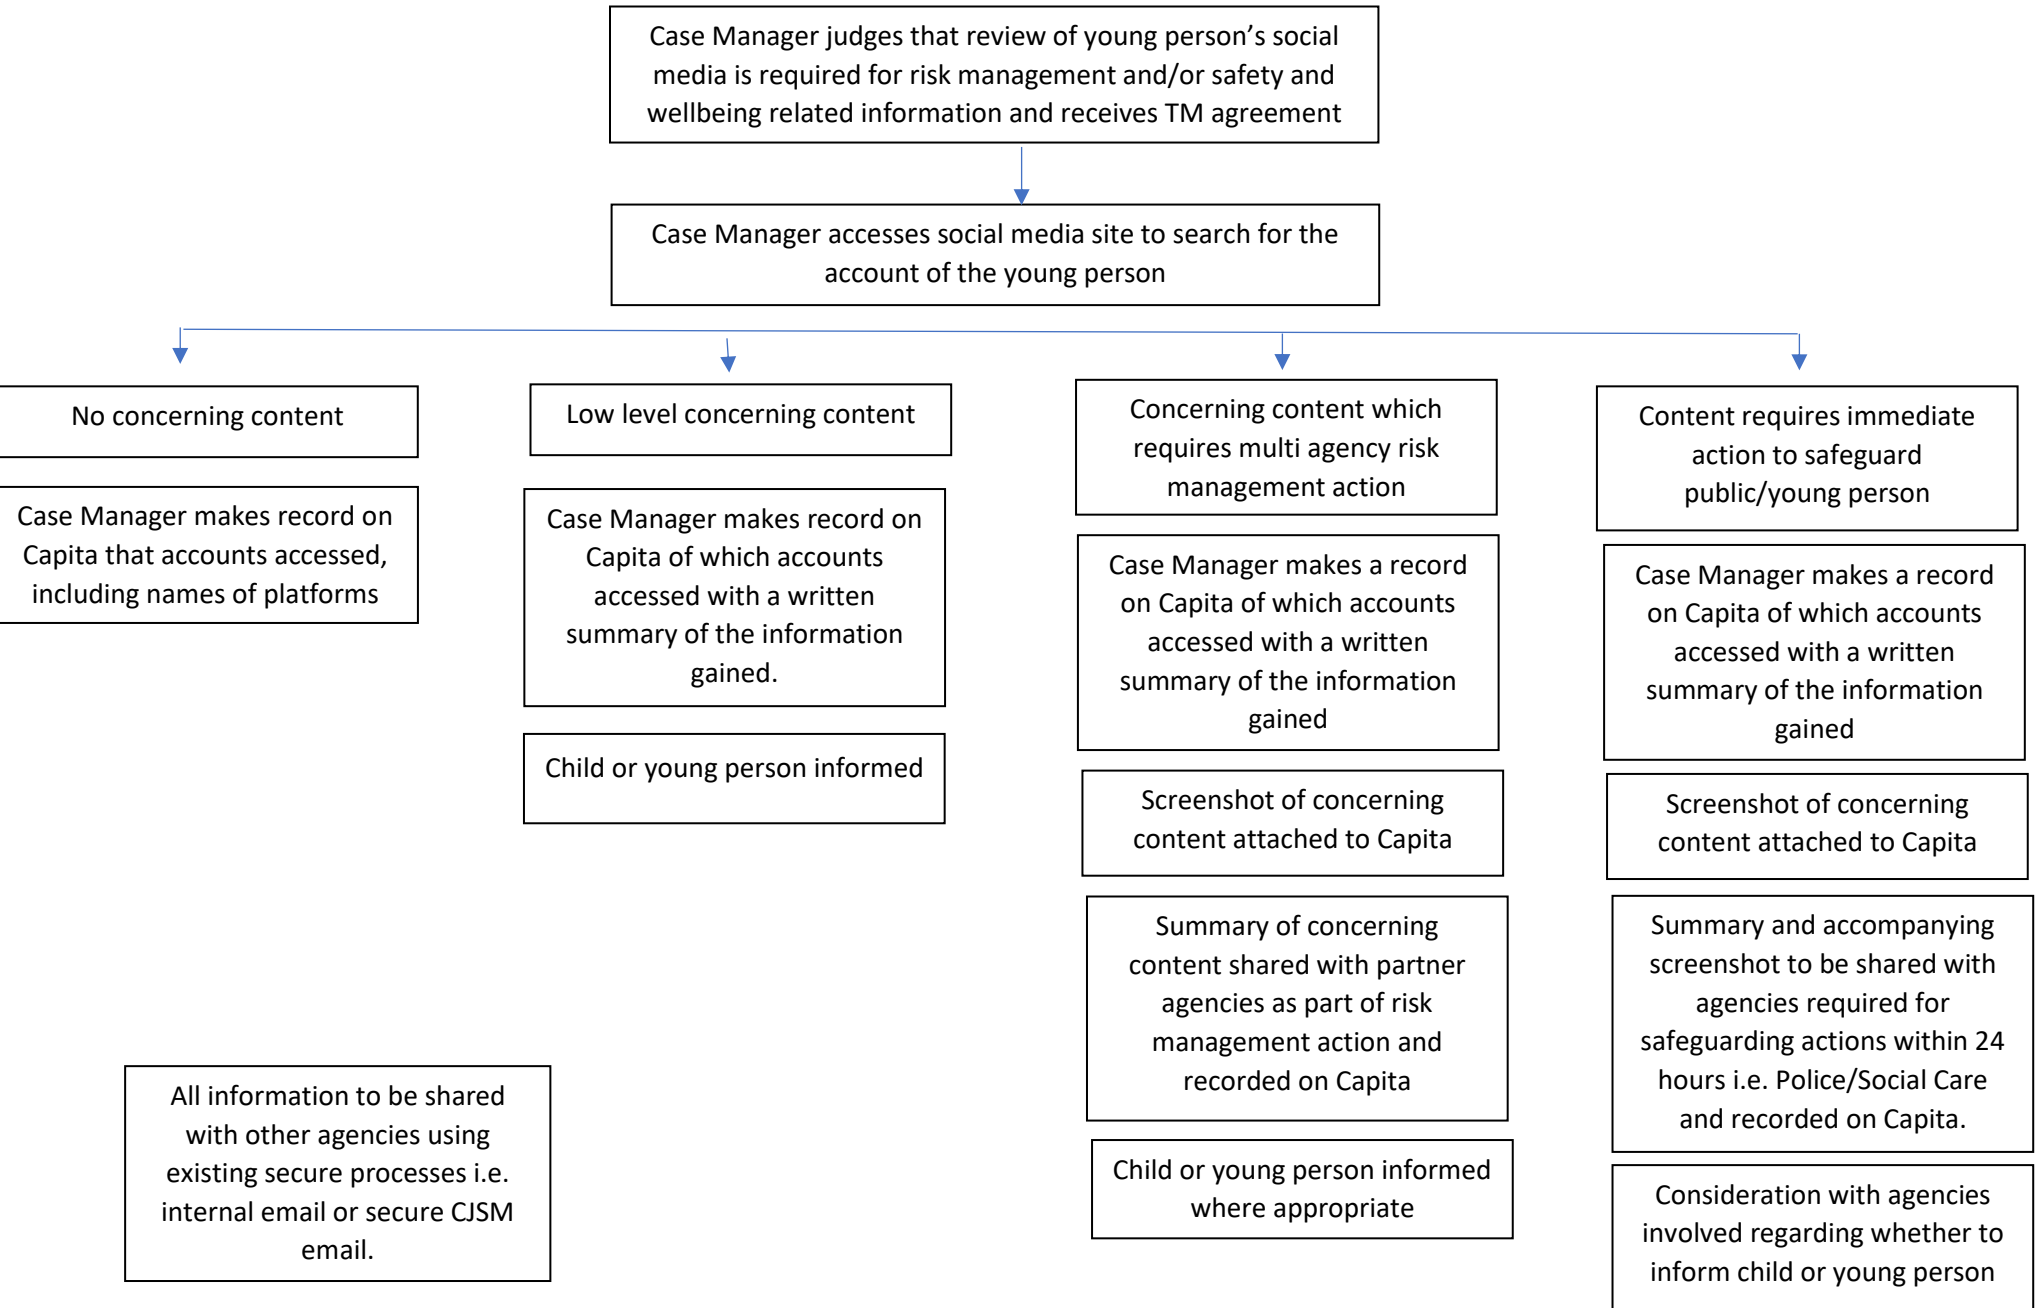 Case Manager judges that review of young person’s social
media is required for risk management and/or safety and
wellbeing related information and receives TM agreement
Case Manager accesses social media site to search for the
account of the young person
No concerning content
Case Manager makes record on
Capita that accounts accessed,
including names of platforms
Low level concerning content
Case Manager makes record on
Capita of which accounts
accessed with a written
summary of the information
gained.
Child or young person informed
Concerning content which
requires multi agency risk
management action
Case Manager makes a record
on Capita of which accounts
accessed with a written
summary of the information
gained
Screenshot of concerning
content attached to Capita
Summary of concerning
content shared with partner
agencies as part of risk
management action and
recorded on Capita
Child or young person informed
where appropriate
Content requires immediate
action to safeguard
public/young person
Case Manager makes a record
on Capita of which accounts
accessed with a written
summary of the information
gained
Screenshot of concerning
content attached to Capita
Summary and accompanying
screenshot to be shared with
agencies required for
safeguarding actions within 24
hours i.e. Police/Social Care
and recorded on Capita.
Consideration with agencies
involved regarding whether to
inform child or young person
All information to be shared
with other agencies using
existing secure processes i.e.
internal email or secure CJSM
email.